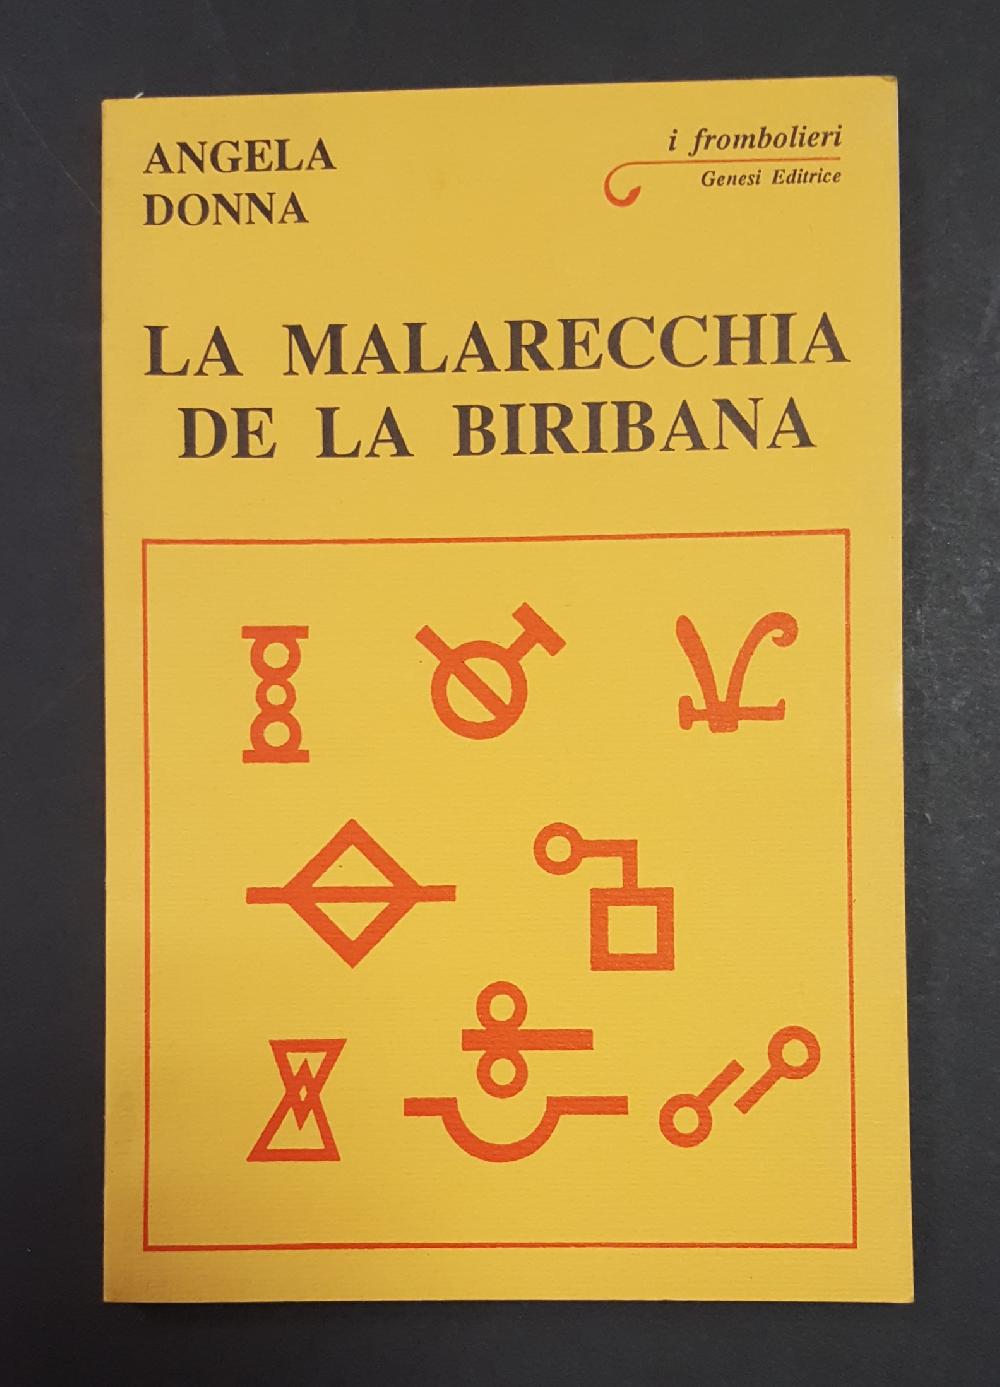 ANGELA
DONNA
i frombolieri
Genesi Editrice
LA MALARECCHIA
DE LA BIRIBANA